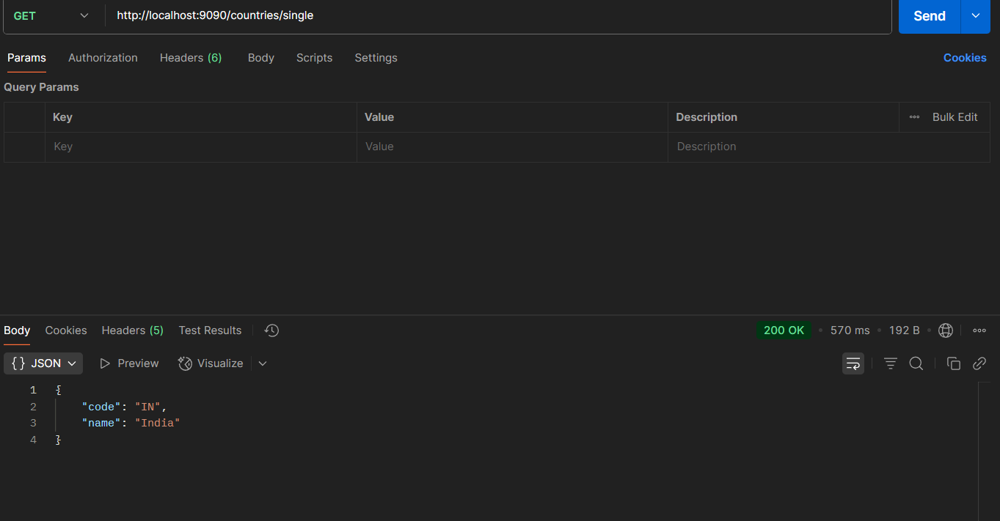 GET http://localhost:9090/countries/single Send
Params Authorization Headers (6) Body Scripts Settings Cookies
Query Params
Key Value Description Bulk Edit
Key Value Description
Body Cookies Headers (5) Test Results 200 OK • 570 ms • 192 B •
{} JSON Preview Visualize
1 {
2 "code": "IN",
3 "name": "India"
4 }